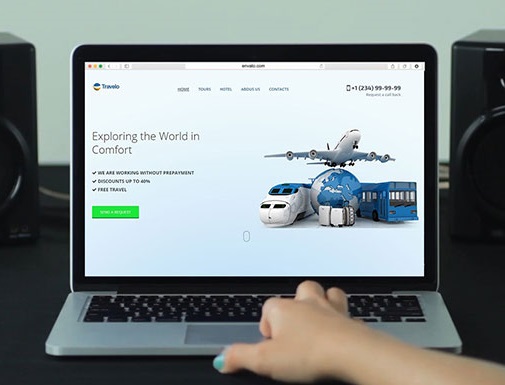 envato.com
Travelo
HOME TOURS HOTEL ABOUS US CONTACTS
+1 (234) 99-99-99
Request a call back
Exploring the World in
Comfort
WE ARE WORKING WITHOUT PREPAYMENT
DISCOUNTS UP TO 40%
FREE TRAVEL
SEND A REQUEST